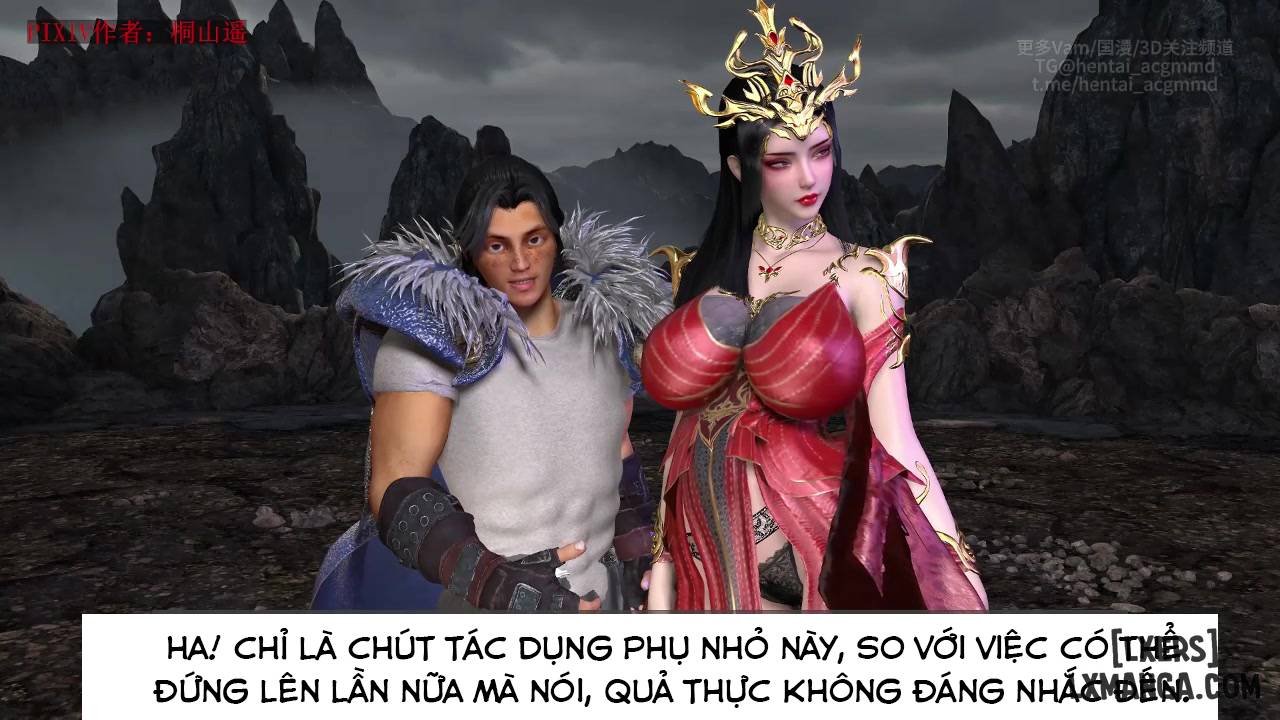 PIXIV作者：桐山遥
更多Vam/国漫/3D关注频道
TG@hentai_acgmmd
t.me/hentai_acgmmd
HA! CHỈ LÀ CHÚT TÁC DỤNG PHỤ NHỎ NÀY, SO VỚI VIỆC CÓ THỂ
ĐỨNG LÊN LẦN NỮA MÀ NÓI, QUẢ THỰC KHÔNG ĐÁNG NHẮC ĐẾN.
[LXERS]
LXMANGA.COM